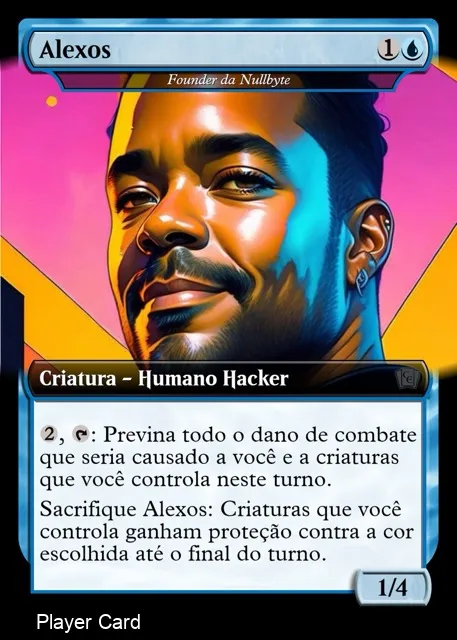 Alexos 1
Founder da Nullbyte
Criatura – Humano Hacker
2, : Previna todo o dano de combate
que seria causado a você e a criaturas
que você controla neste turno.
Sacrifique Alexos: Criaturas que você
controla ganham proteção contra a cor
escolhida até o final do turno.
1/4
Player Card